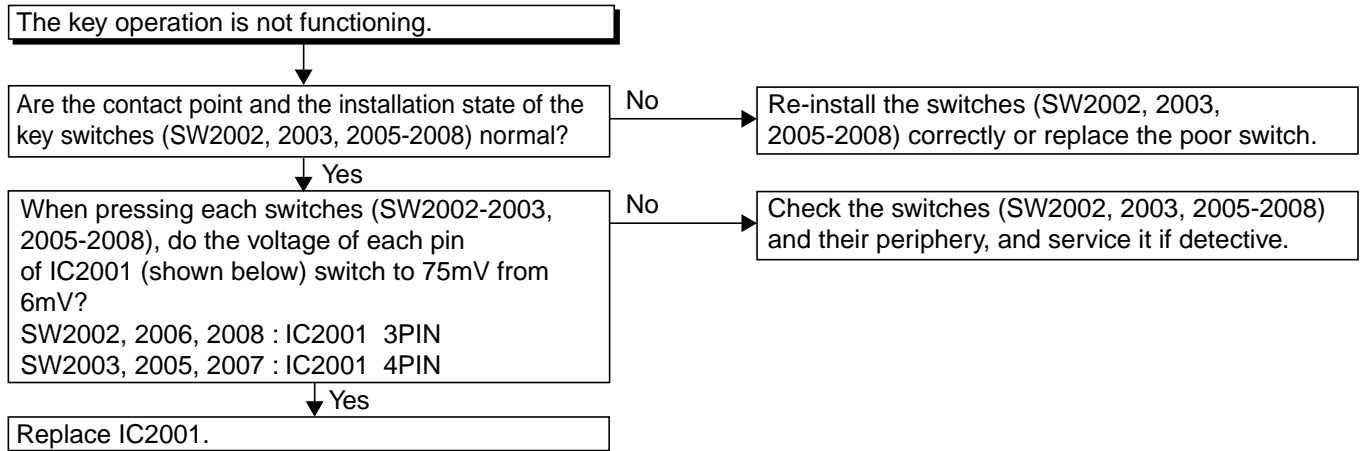 The key operation is not functioning.
Are the contact point and the installation state of the
key switches (SW2002, 2003, 2005-2008) normal?
No
Re-install the switches (SW2002, 2003,
2005-2008) correctly or replace the poor switch.
Yes
When pressing each switches (SW2002-2003,
2005-2008), do the voltage of each pin
of IC2001 (shown below) switch to 75mV from
6mV?
SW2002, 2006, 2008 : IC2001 3PIN
SW2003, 2005, 2007 : IC2001 4PIN
No
Check the switches (SW2002, 2003, 2005-2008)
and their periphery, and service it if detective.
Yes
Replace IC2001.